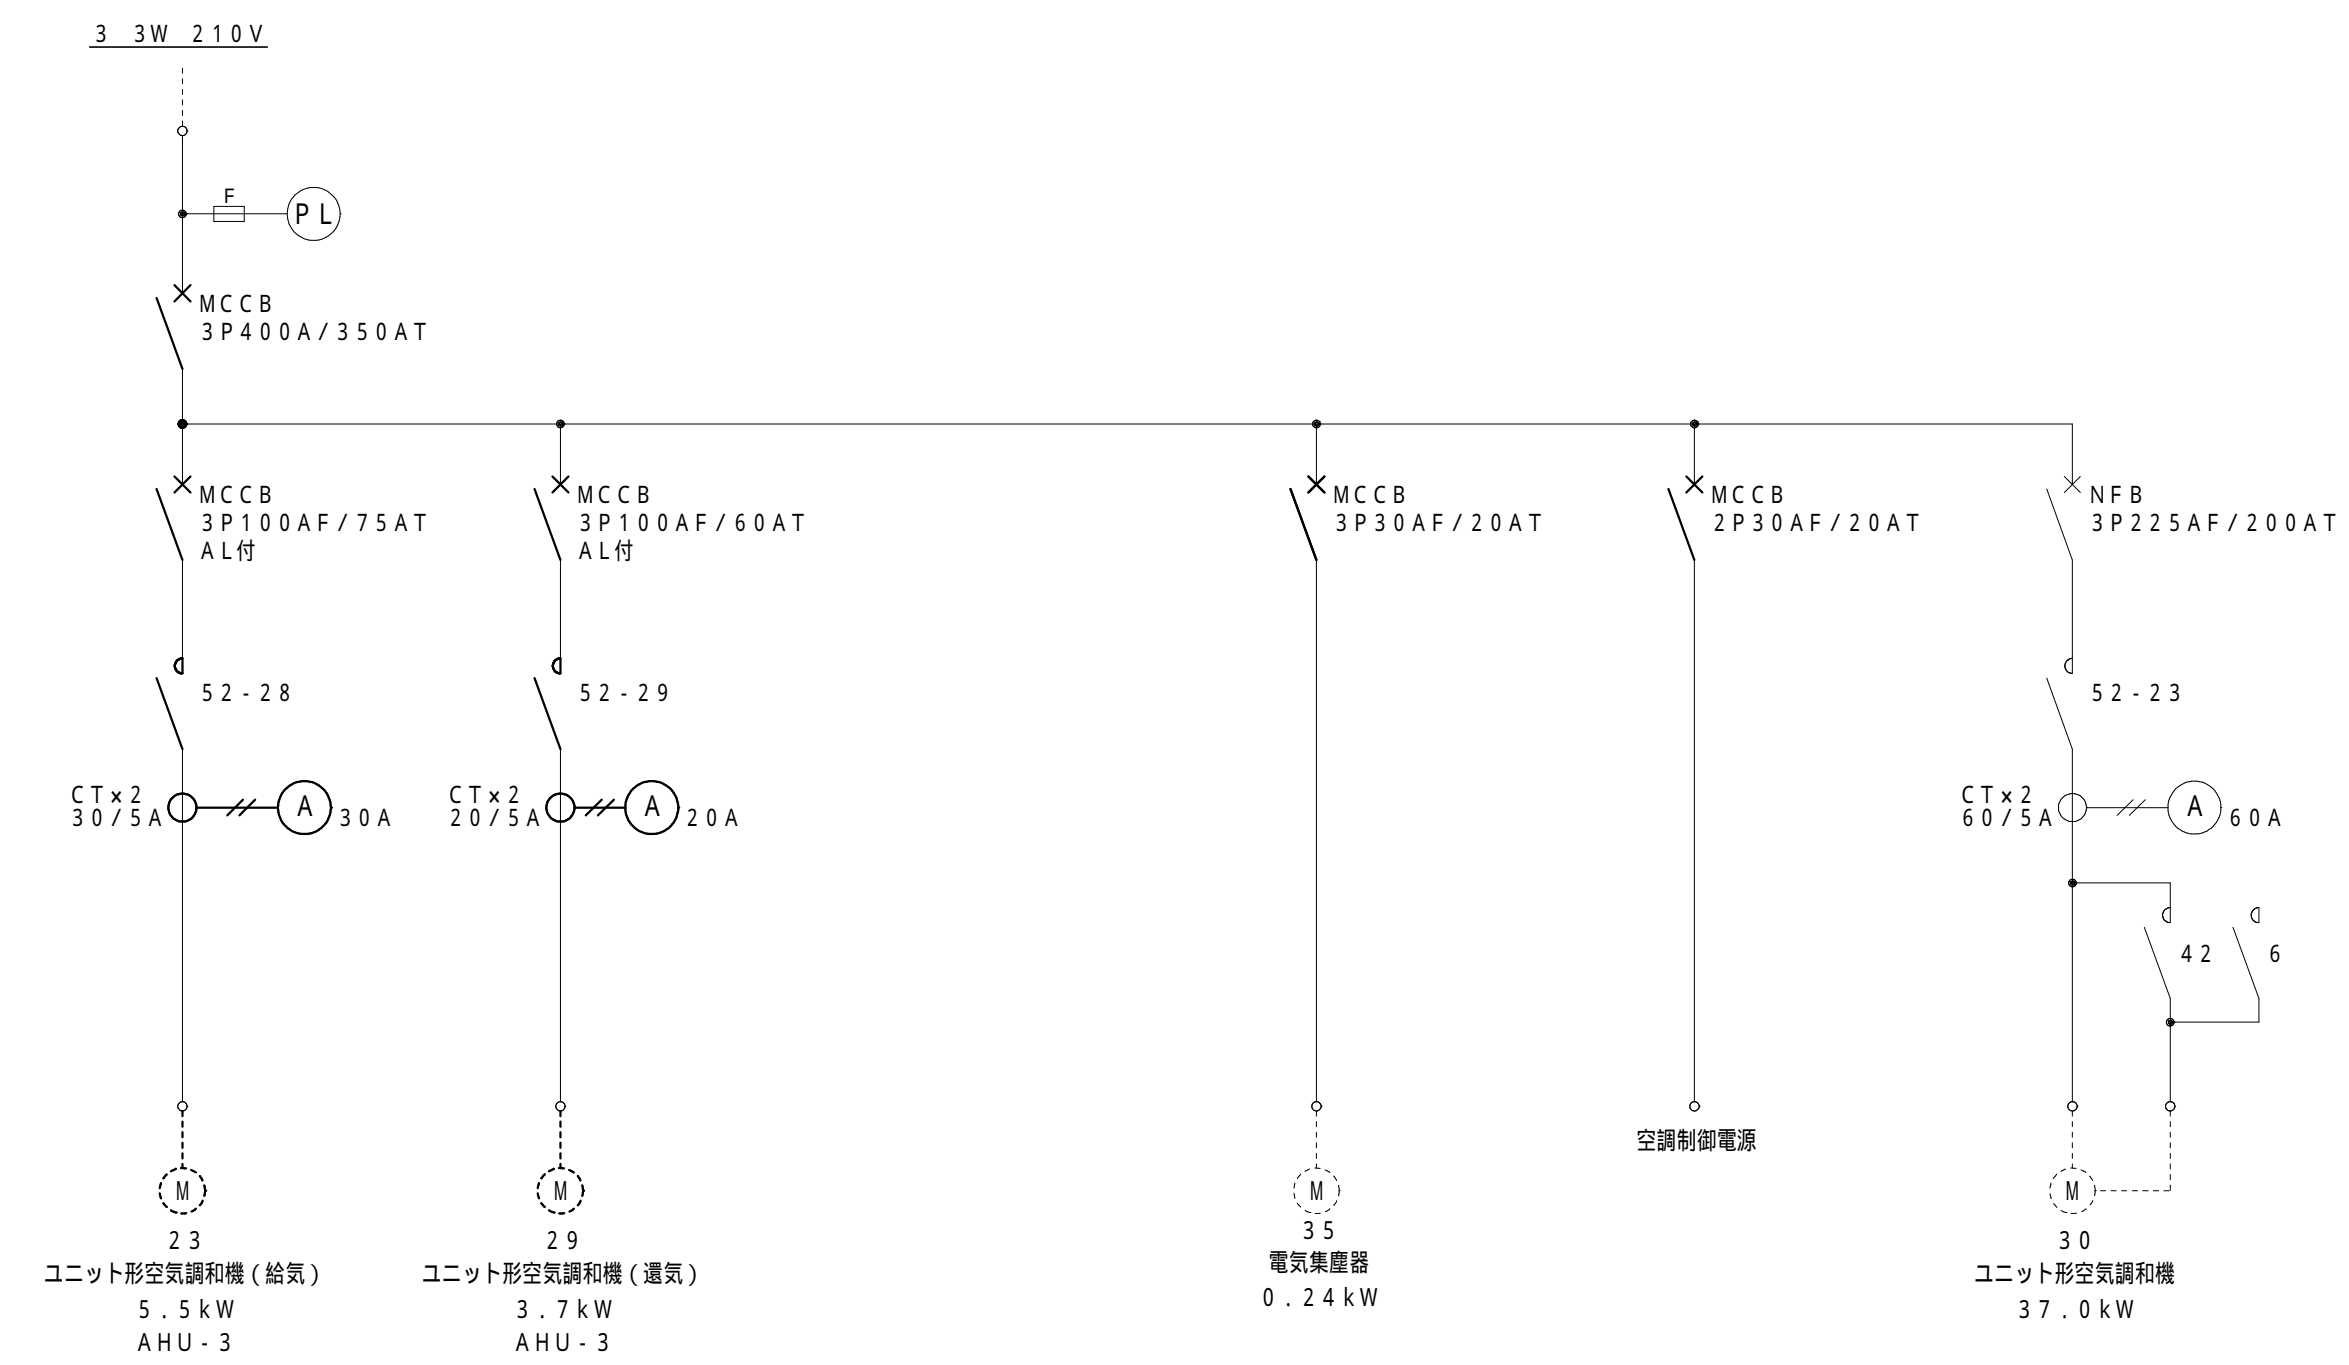 3 3W 210V
F
PL
MCCB
3P400A/350AT
MCCB
3P100AF/75AT
AL付
MCCB
3P100AF/60AT
AL付
MCCB
3P30AF/20AT
MCCB
2P30AF/20AT
NFB
3P225AF/200AT
52-28
52-29
52-23
CT×2
30/5A
A
30A
CT×2
20/5A
A
20A
CT×2
60/5A
A
60A
42
6
M
23
ユニット形空気調和機(給気)
5.5kW
AHU-3
M
29
ユニット形空気調和機(還気)
3.7kW
AHU-3
M
35
電気集塵器
0.24kW
空調制御電源
M
30
ユニット形空気調和機
37.0kW